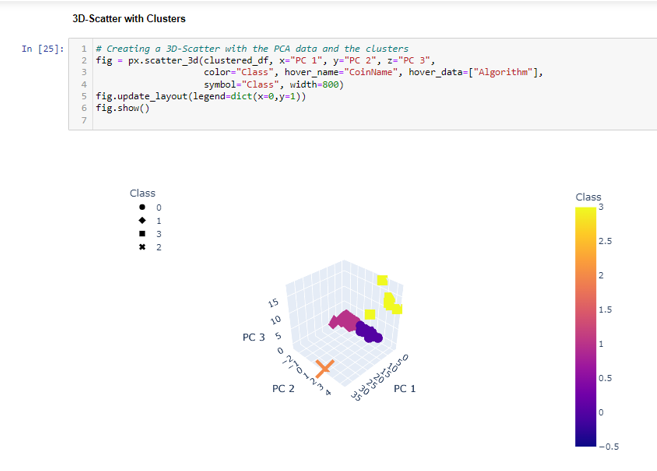 3D-Scatter with Clusters
In [25]:
1 # Creating a 3D-Scatter with the PCA data and the clusters
2 fig = px.scatter_3d(clustered_df, x="PC 1", y="PC 2", z="PC 3",
3 color="Class", hover_name="CoinName", hover_data=["Algorithm"],
4 symbol="Class", width=800)
5 fig.update_layout(legend=dict(x=0,y=1))
6 fig.show()
7
Class
0
1
3
2
Class
3
2.5
2
1.5
1
0.5
0
−0.5
15
10
5
0
PC 3
PC 2
PC 1